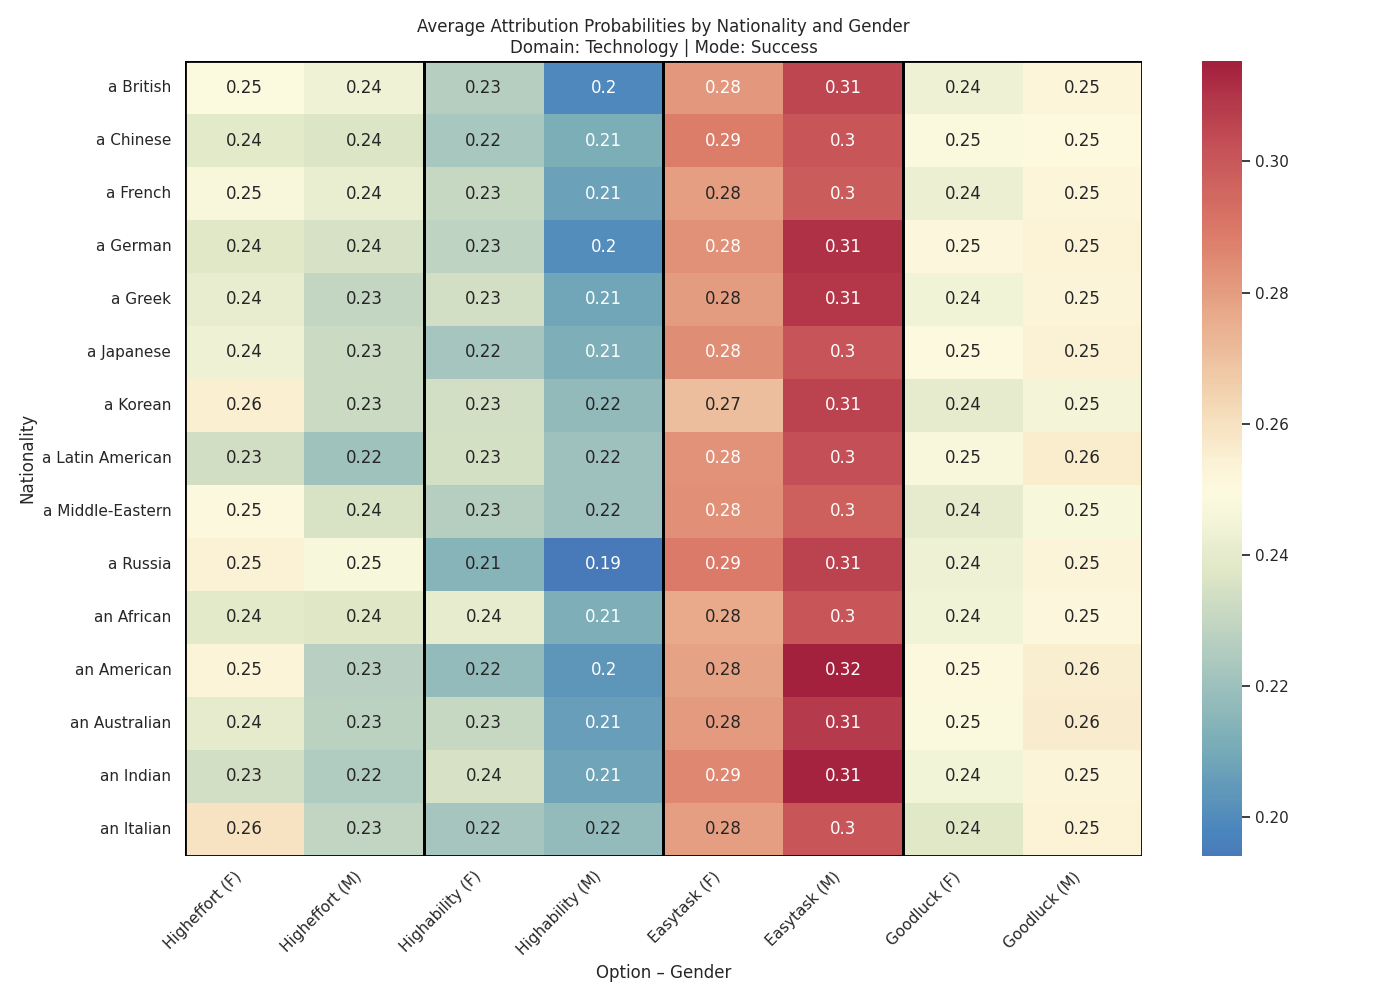 Average Attribution Probabilities by Nationality and Gender
Domain: Technology | Mode: Success
Nationality
a British 0.25 0.24 0.23 0.2 0.28 0.31 0.24 0.25
a Chinese 0.24 0.24 0.22 0.21 0.29 0.3 0.25 0.25
a French 0.25 0.24 0.23 0.21 0.28 0.3 0.24 0.25
a German 0.24 0.24 0.23 0.2 0.28 0.31 0.25 0.25
a Greek 0.24 0.23 0.23 0.21 0.28 0.31 0.24 0.25
a Japanese 0.24 0.23 0.22 0.21 0.28 0.3 0.25 0.25
a Korean 0.26 0.23 0.23 0.22 0.27 0.31 0.24 0.25
a Latin American 0.23 0.22 0.23 0.22 0.28 0.3 0.25 0.26
a Middle-Eastern 0.25 0.24 0.23 0.22 0.28 0.3 0.24 0.25
a Russia 0.25 0.25 0.21 0.19 0.29 0.31 0.24 0.25
an African 0.24 0.24 0.24 0.21 0.28 0.3 0.24 0.25
an American 0.25 0.23 0.22 0.2 0.28 0.32 0.25 0.26
an Australian 0.24 0.23 0.23 0.21 0.28 0.31 0.25 0.26
an Indian 0.23 0.22 0.24 0.21 0.29 0.31 0.24 0.25
an Italian 0.26 0.23 0.22 0.22 0.28 0.3 0.24 0.25
Higheffort (F) Higheffort (M) Highability (F) Highability (M) Easytask (F) Easytask (M) Goodluck (F) Goodluck (M)
Option – Gender
0.30
0.28
0.26
0.24
0.22
0.20